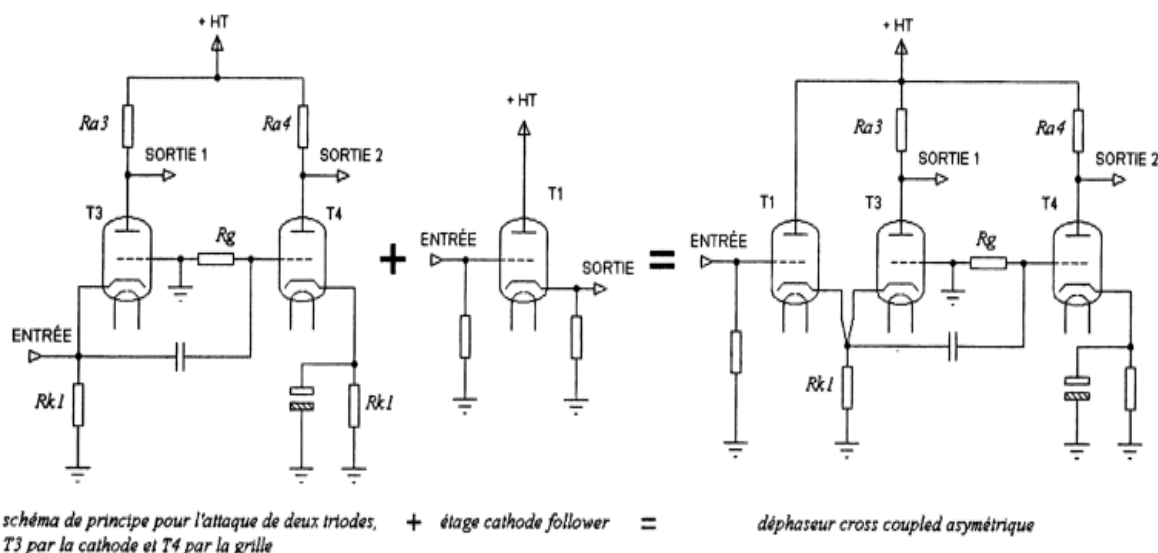 + HT
Ra3
Ra4
SORTIE 1
SORTIE 2
T3
T4
Rg
ENTRÉE
Rk1
Rk1
+
+ HT
T1
ENTRÉE
SORTIE
=
+ HT
Ra3
Ra4
SORTIE 1
SORTIE 2
T1
T3
T4
Rg
ENTRÉE
Rk1
schéma de principe pour l'attaque de deux triodes, + étage cathode follower = déphaseur cross coupled asymétrique
T3 par la cathode et T4 par la grille